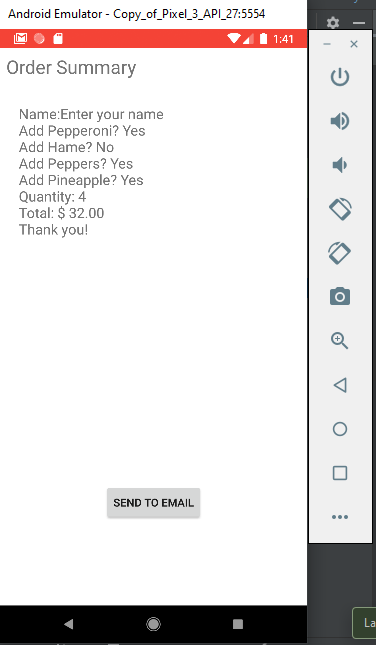 Android Emulator - Copy_of_Pixel_3_API_27:5554
1:41
Order Summary
Name:Enter your name
Add Pepperoni? Yes
Add Hame? No
Add Peppers? Yes
Add Pineapple? Yes
Quantity: 4
Total: $ 32.00
Thank you!
SEND TO EMAIL
La